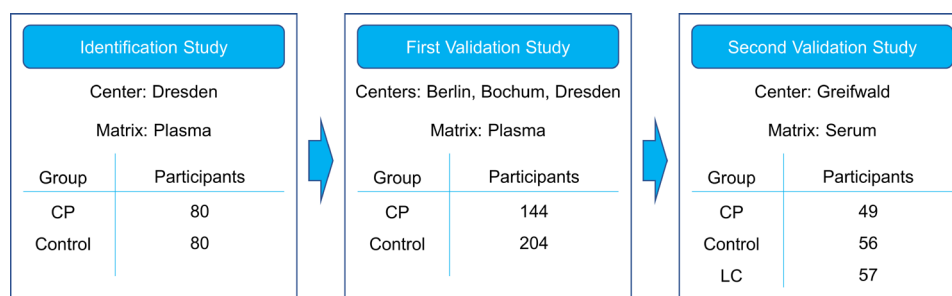 Identification Study
Center: Dresden
Matrix: Plasma
Group Participants
CP 80
Control 80
First Validation Study
Centers: Berlin, Bochum, Dresden
Matrix: Plasma
Group Participants
CP 144
Control 204
Second Validation Study
Center: Greifwald
Matrix: Serum
Group Participants
CP 49
Control 56
LC 57